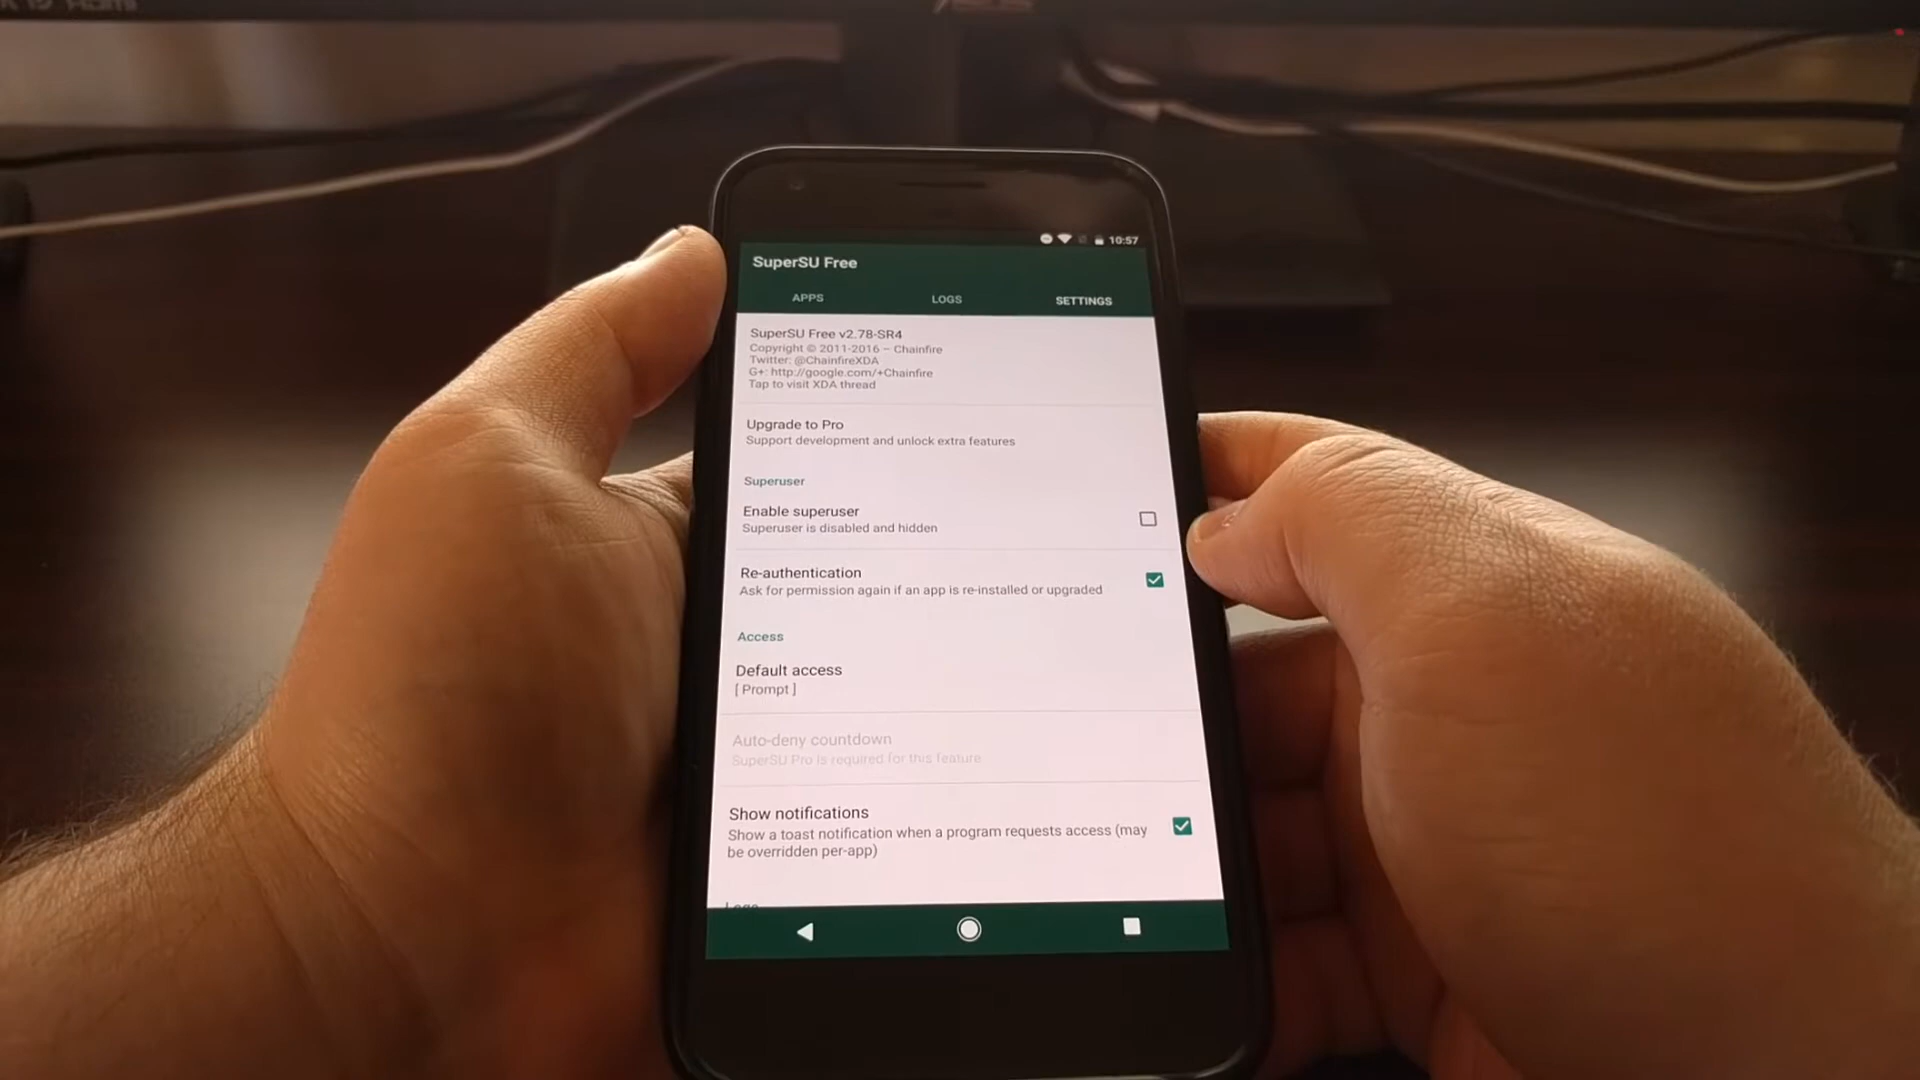 10:57
SuperSU Free
APPS LOGS SETTINGS
SuperSU Free v2.78-SR4
Copyright © 2011-2016 – Chainfire
Twitter: @ChainfireXDA
G+: http://google.com/+Chainfire
Tap to visit XDA thread
Upgrade to Pro
Support development and unlock extra features
Superuser
Enable superuser
Superuser is disabled and hidden
Re-authentication
Ask for permission again if an app is re-installed or upgraded
Access
Default access
[ Prompt ]
Auto-deny countdown
SuperSU Pro is required for this feature
Show notifications
Show a toast notification when a program requests access (may
be overridden per-app)